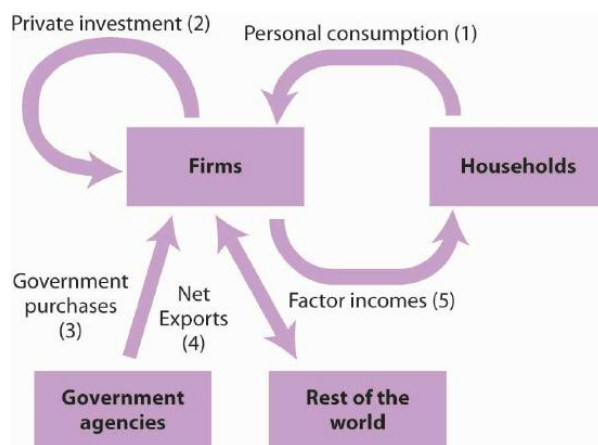 Private investment (2)
Personal consumption (1)
Firms
Households
Government
purchases
(3)
Net
Exports
(4)
Factor incomes (5)
Government
agencies
Rest of the
world